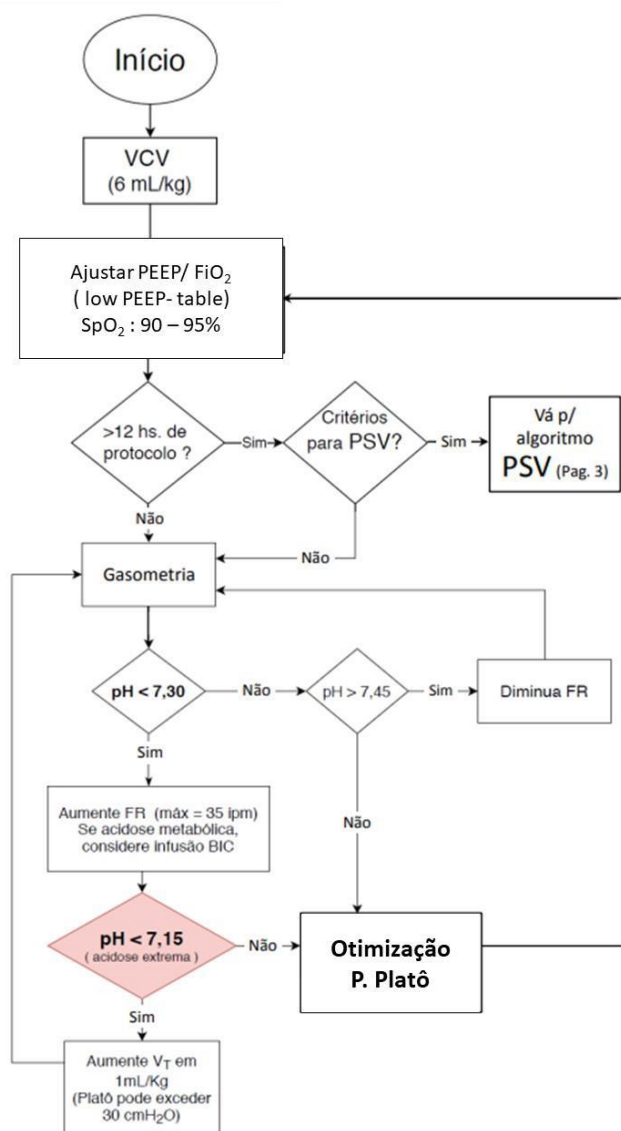 Início
VCV
(6 mL/kg)
Ajustar PEEP/ FiO₂
( low PEEP- table)
SpO₂ : 90 – 95%
>12 hs. de
protocolo ?
Sim
Critérios
para PSV?
Sim
Vá p/
algoritmo
PSV (Pag. 3)
Não
Não
Gasometria
pH < 7,30
Não
pH > 7,45
Sim
Diminua FR
Sim
Aumente FR (máx = 35 ipm)
Se acidose metabólica,
considere infusão BIC
Não
pH < 7,15
( acidose extrema )
Não
Otimização
P. Platô
Sim
Aumente V_T em
1mL/Kg
(Platô pode exceder
30 cmH₂O)